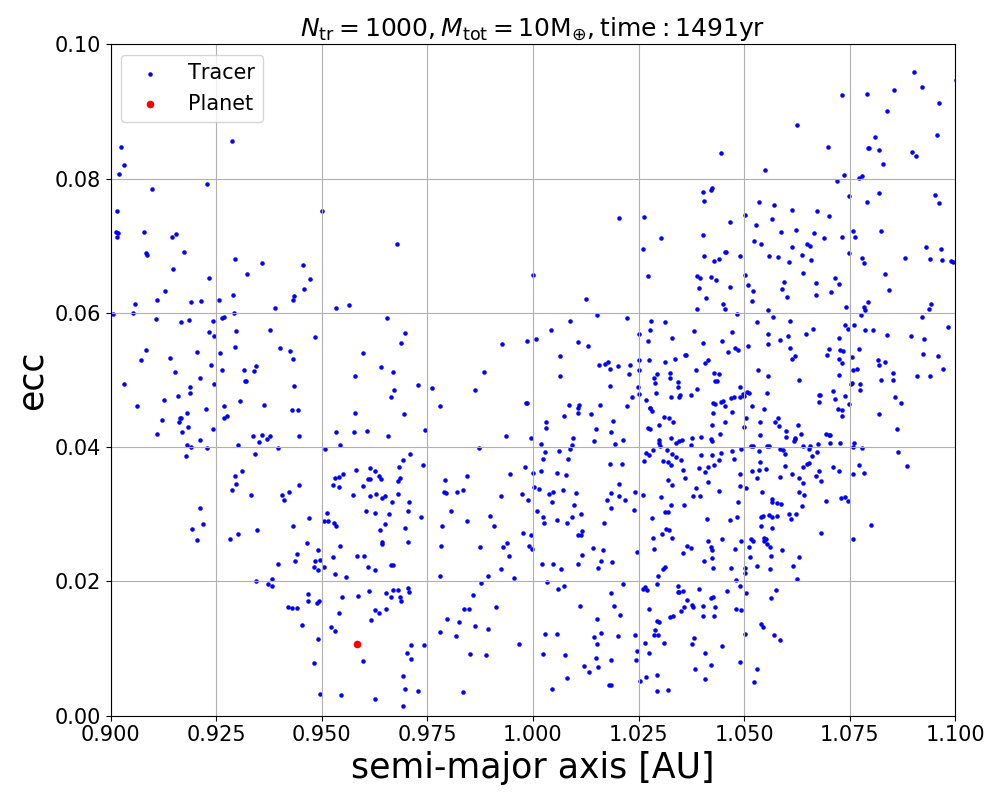 N_tr = 1000, M_tot = 10M_⊕, time : 1491yr
Tracer
Planet
ecc
0.10
0.08
0.06
0.04
0.02
0.00
0.900 0.925 0.950 0.975 1.000 1.025 1.050 1.075 1.100
semi-major axis [AU]